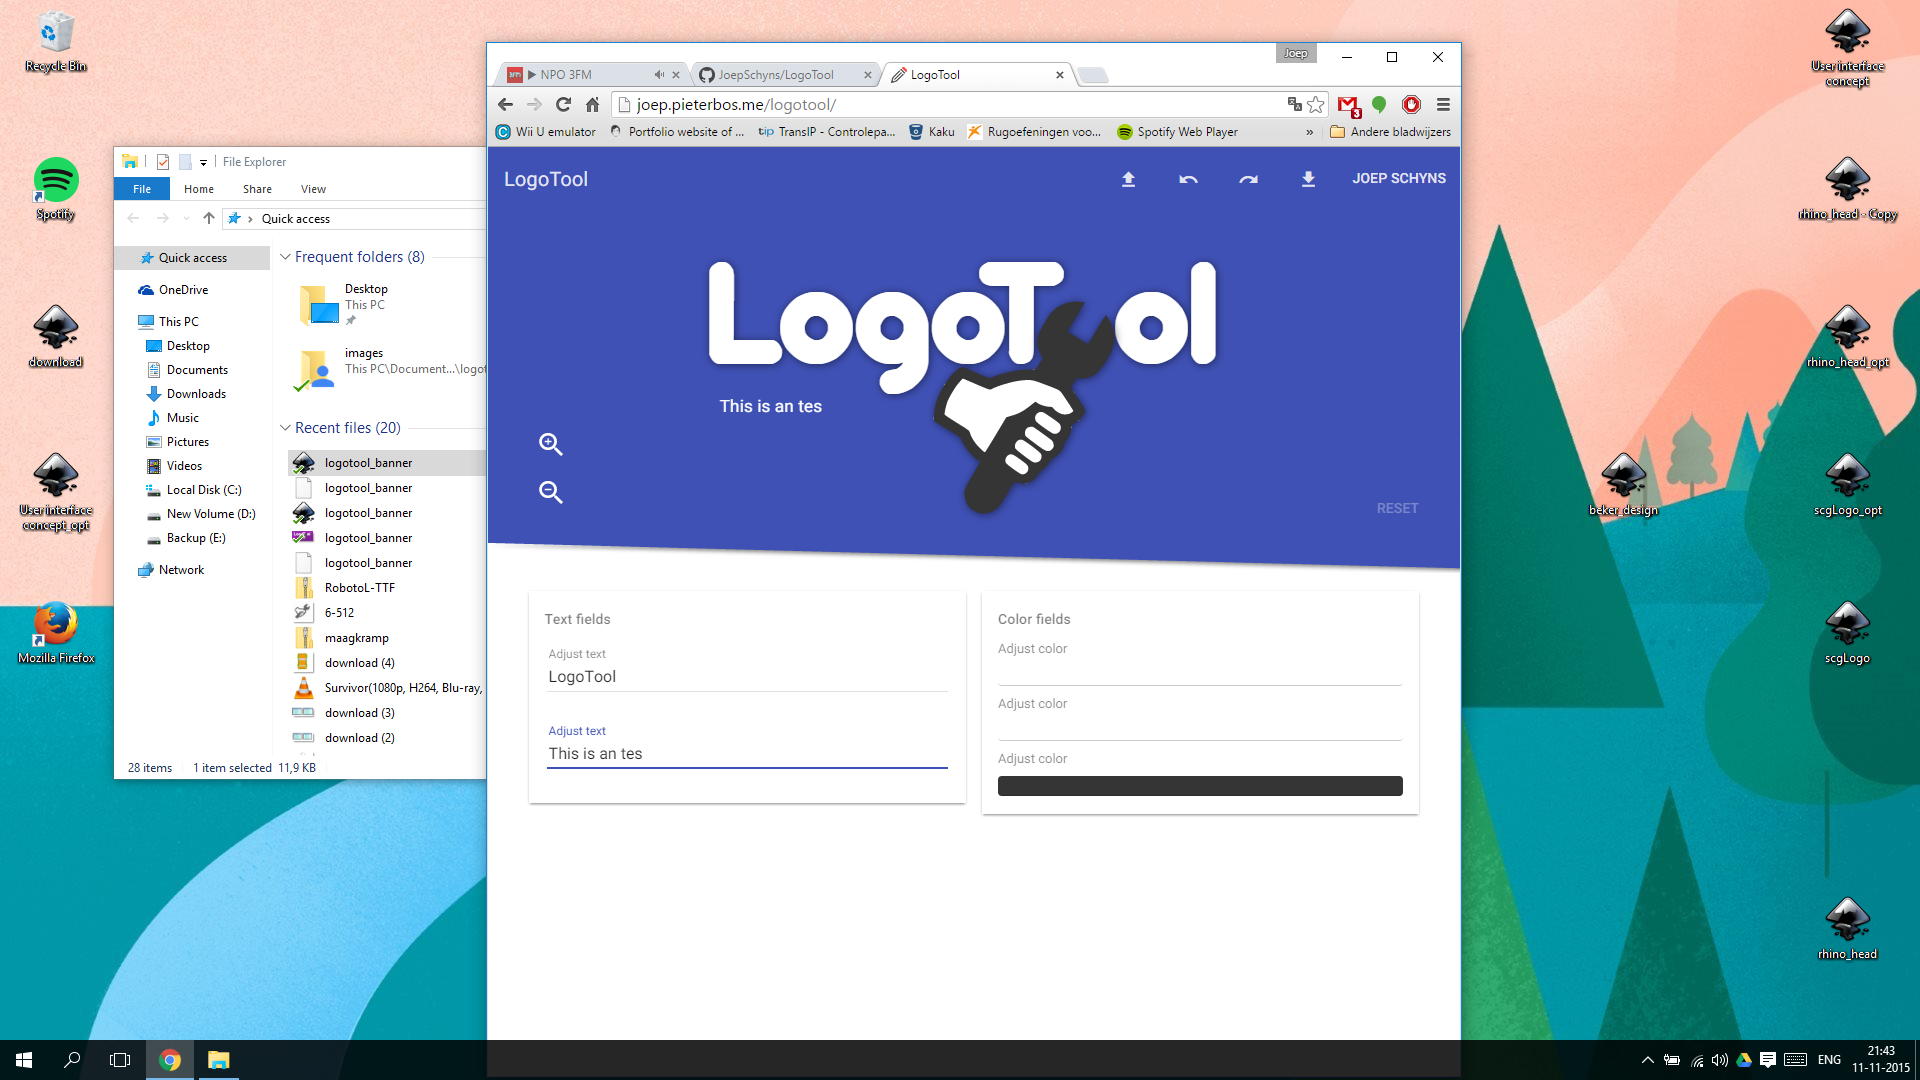 Recycle Bin
Spotify
download
User interface
concept_opt
Mozilla Firefox
File Explorer
File
Home
Share
View
Quick access
Quick access
OneDrive
This PC
Desktop
Documents
Downloads
Music
Pictures
Videos
Local Disk (C:)
New Volume (D:)
Backup (E:)
Network
Frequent folders (8)
Desktop
This PC
images
This PC\Document...\logot
Recent files (20)
logotool_banner
logotool_banner
logotool_banner
logotool_banner
logotool_banner
RobotoL-TTF
6-512
maagkramp
download (4)
Survivor(1080p, H264, Blu-ray,
download (3)
download (2)
28 items
1 item selected
11,9 KB
Joep
3FM
NPO 3FM
JoepSchyns/LogoTool
LogoTool
joep.pieterbos.me/logotool/
3
Wii U emulator
Portfolio website of ...
tip TransIP - Controlepa...
Kaku
Rugoefeningen voo...
Spotify Web Player
»
Andere bladwijzers
LogoTool
JOEP SCHYNS
LogoTool
This is an tes
RESET
Text fields
Adjust text
LogoTool
Adjust text
This is an tes
Color fields
Adjust color
Adjust color
Adjust color
User interface
concept
rhino_head - Copy
rhino_head_opt
beker_design
scgLogo_opt
scgLogo
rhino_head
ENG
21:43
11-11-2015